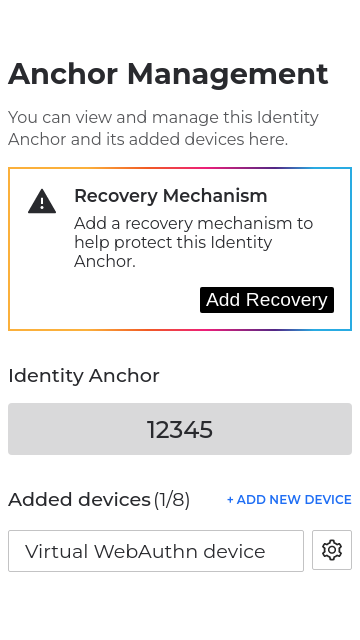 Anchor Management
You can view and manage this Identity
Anchor and its added devices here.
Recovery Mechanism
Add a recovery mechanism to
help protect this Identity
Anchor.
Add Recovery
Identity Anchor
12345
Added devices (1/8) + ADD NEW DEVICE
Virtual WebAuthn device